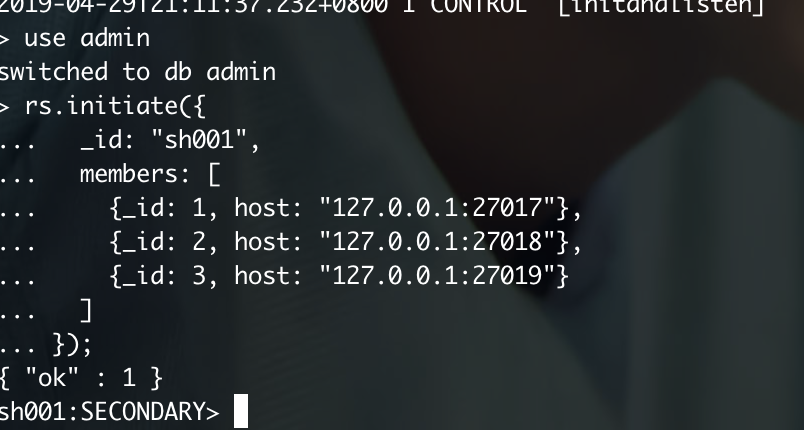 2019-04-29T21:11:37.232+0800 I CONTROL  [initandlisten]
> use admin
switched to db admin
> rs.initiate({
...    _id: "sh001",
...    members: [
...      {_id: 1, host: "127.0.0.1:27017"},
...      {_id: 2, host: "127.0.0.1:27018"},
...      {_id: 3, host: "127.0.0.1:27019"}
...    ]
... });
{ "ok" : 1 }
sh001:SECONDARY>